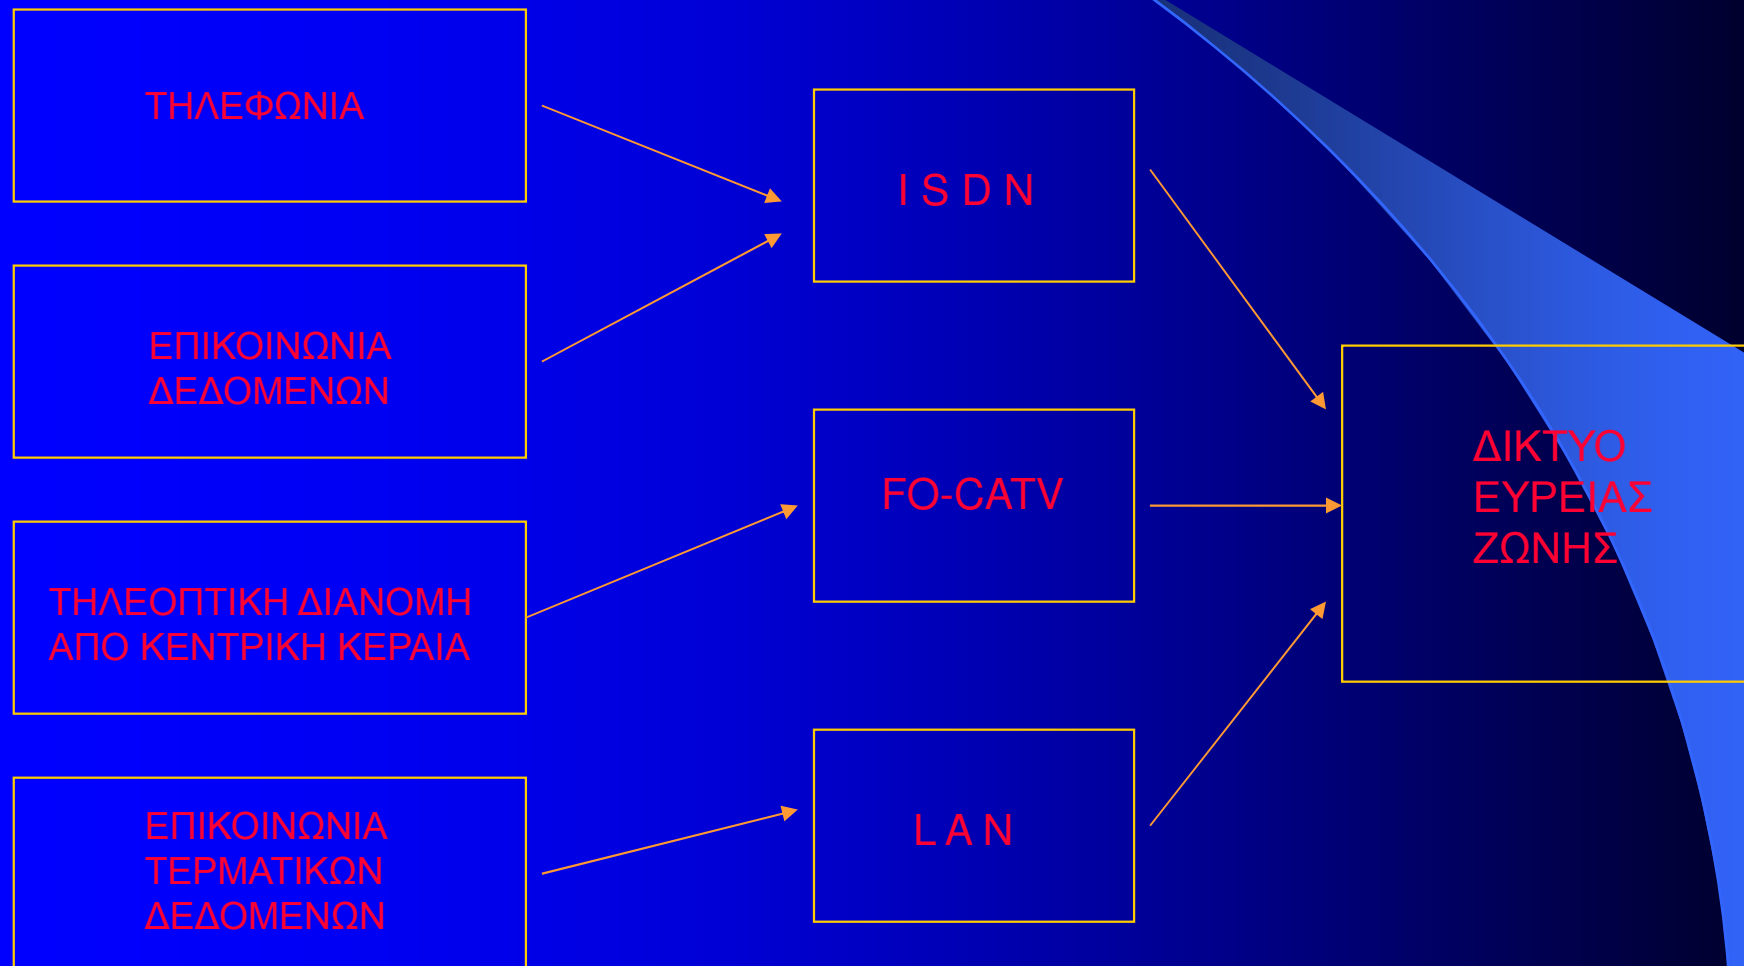 ΤΗΛΕΦΩΝΙΑ
ΕΠΙΚΟΙΝΩΝΙΑ
ΔΕΔΟΜΕΝΩΝ
ΤΗΛΕΟΠΤΙΚΗ ΔΙΑΝΟΜΗ
ΑΠΟ ΚΕΝΤΡΙΚΗ ΚΕΡΑΙΑ
ΕΠΙΚΟΙΝΩΝΙΑ
ΤΕΡΜΑΤΙΚΩΝ
ΔΕΔΟΜΕΝΩΝ
I S D N
FO-CATV
L A N
ΔΙΚΤΥΟ
ΕΥΡΕΙΑΣ
ΖΩΝΗΣ